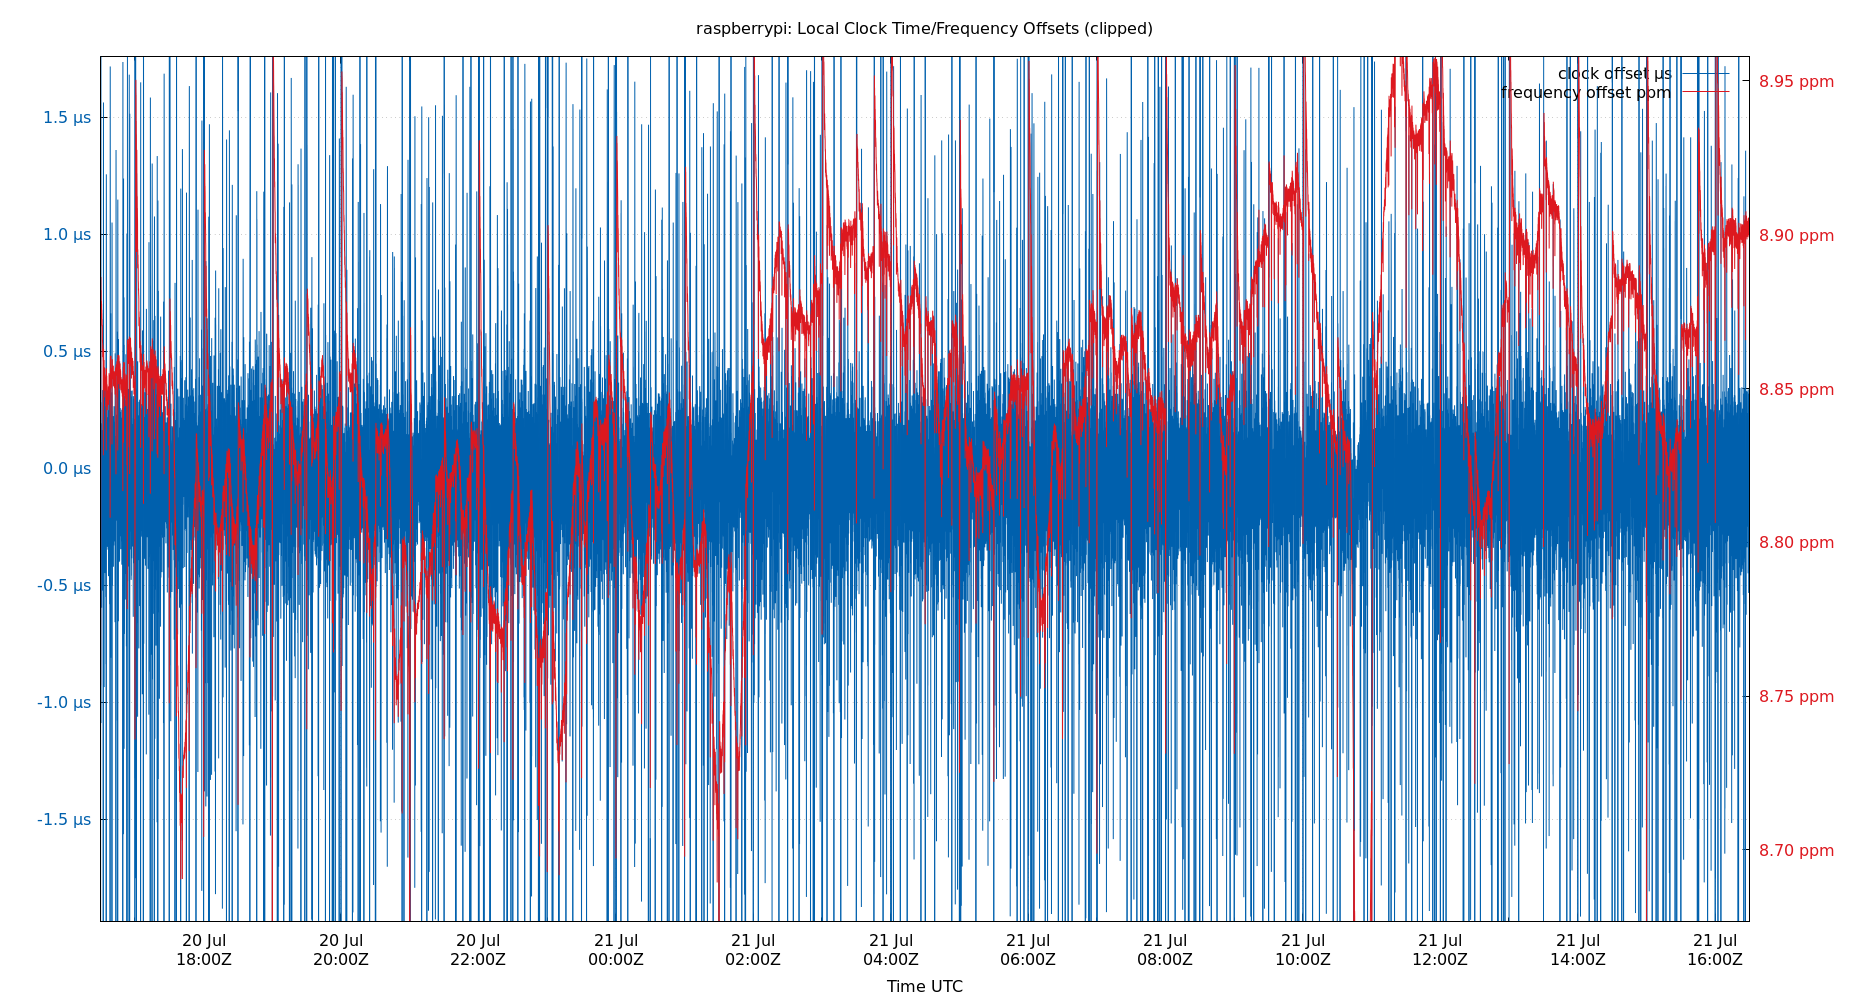 raspberrypi: Local Clock Time/Frequency Offsets (clipped)
clock offset µs
frequency offset ppm
1.5 µs
1.0 µs
0.5 µs
0.0 µs
-0.5 µs
-1.0 µs
-1.5 µs
8.95 ppm
8.90 ppm
8.85 ppm
8.80 ppm
8.75 ppm
8.70 ppm
20 Jul 20 Jul 20 Jul 21 Jul 21 Jul 21 Jul 21 Jul 21 Jul 21 Jul 21 Jul 21 Jul 21 Jul
18:00Z 20:00Z 22:00Z 00:00Z 02:00Z 04:00Z 06:00Z 08:00Z 10:00Z 12:00Z 14:00Z 16:00Z
Time UTC